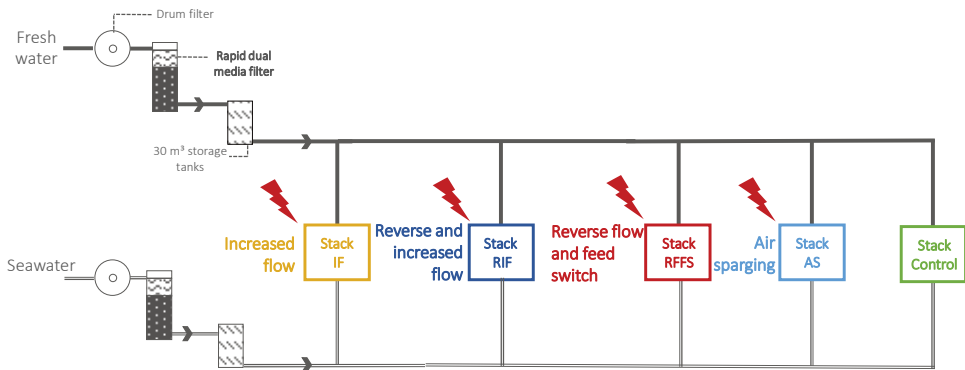 Drum filter
Fresh
water
Rapid dual
media filter
30 m³ storage
tanks
Increased
flow
Stack
IF
Reverse and
increased
flow
Stack
RIF
Reverse flow
and feed
switch
Stack
RFFS
Air
sparging
Stack
AS
Stack
Control
Seawater